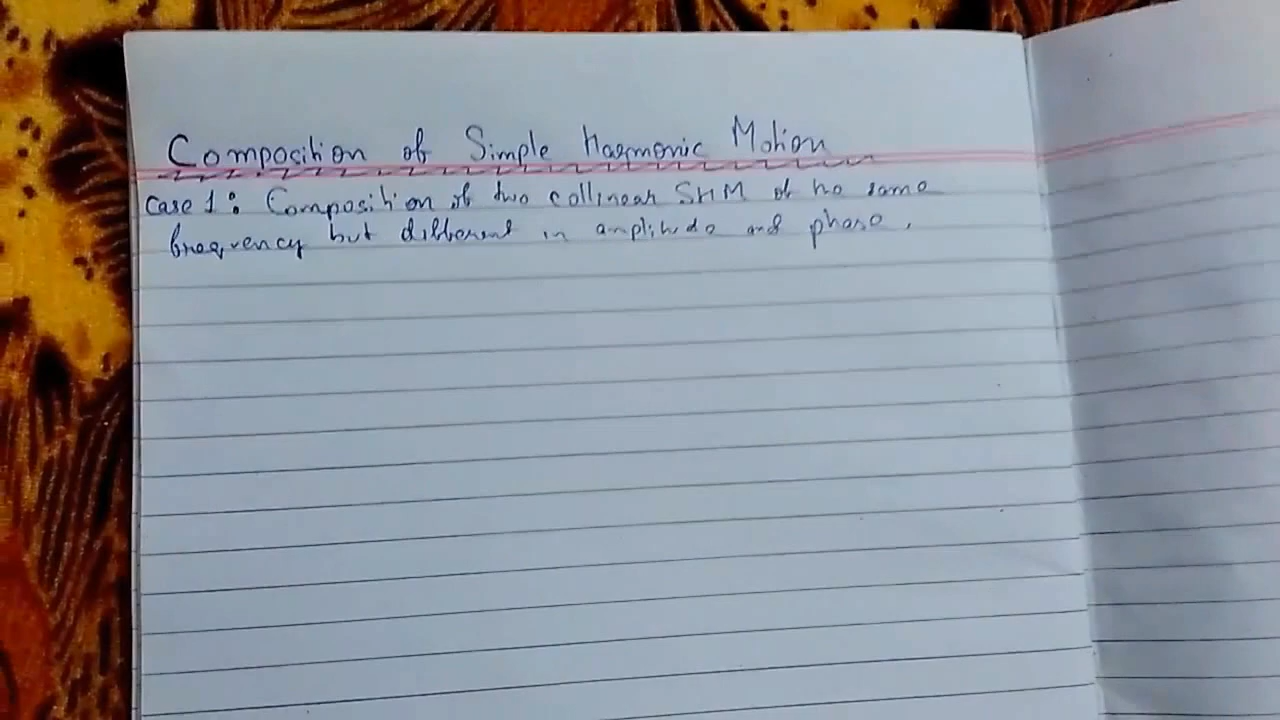 Composition of Simple Harmonic Motion
Case 1: Composition of two collinear SHM of the same
frequency but different in amplitude and phase.